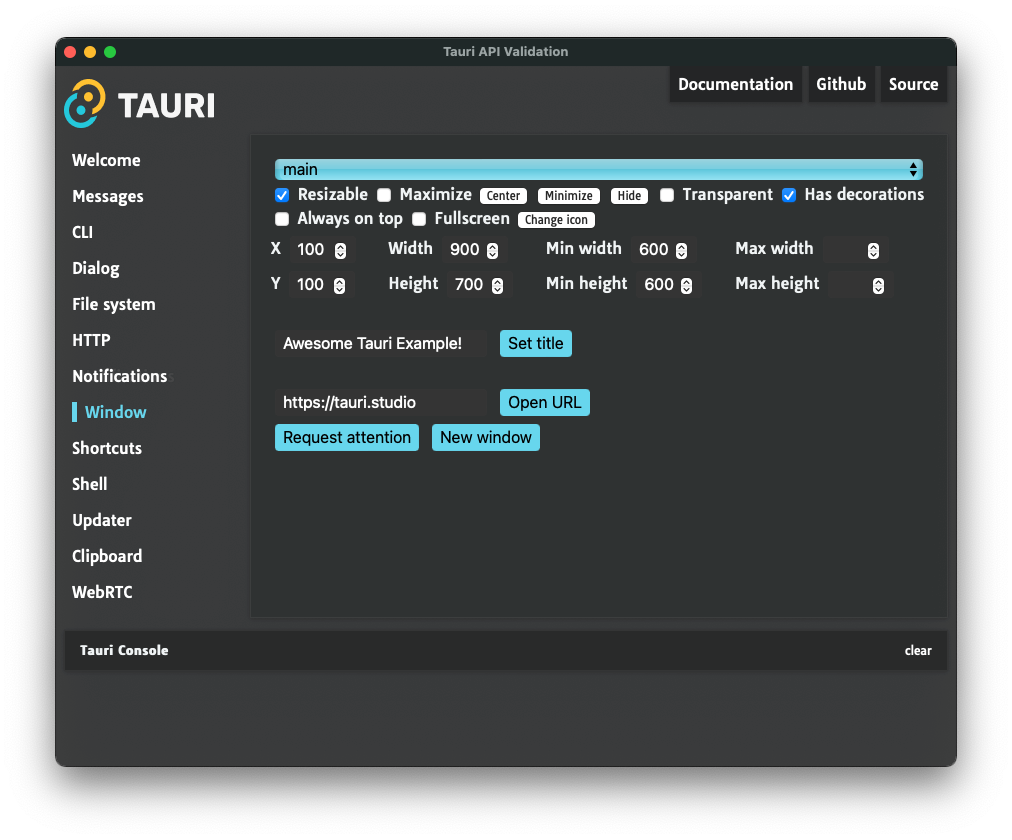 Tauri API Validation
TAURI
Documentation Github Source
Welcome
Messages
CLI
Dialog
File system
HTTP
Notifications
Window
Shortcuts
Shell
Updater
Clipboard
WebRTC
main
Resizable Maximize Center Minimize Hide Transparent Has decorations
Always on top Fullscreen Change icon
X 100 Width 900 Min width 600 Max width
Y 100 Height 700 Min height 600 Max height
Awesome Tauri Example! Set title
https://tauri.studio Open URL
Request attention New window
Tauri Console clear